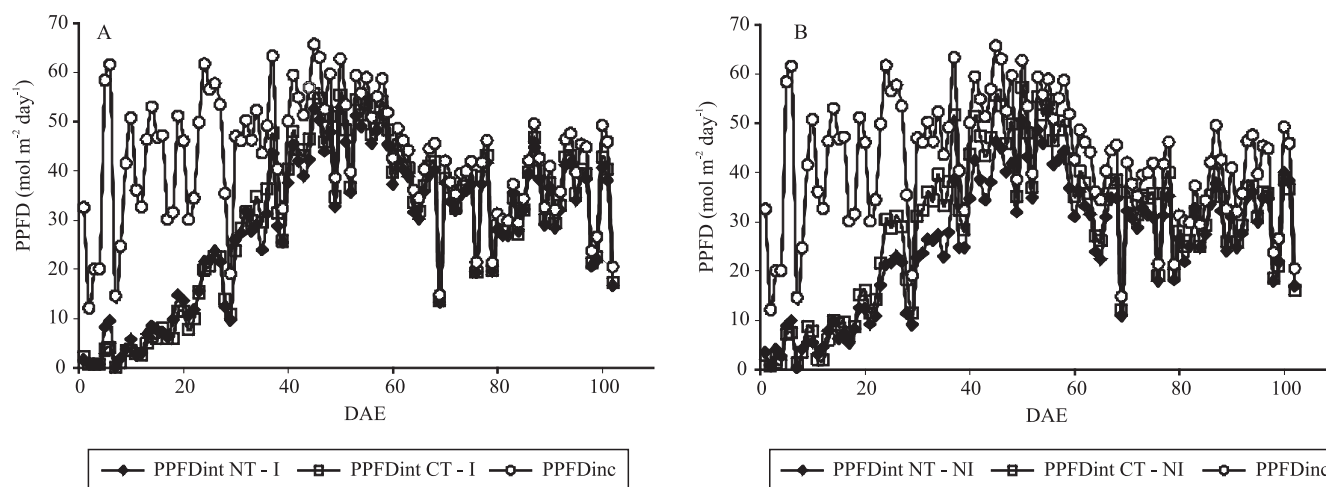 A
PPFD (mol m⁻² day⁻¹)
70
60
50
40
30
20
10
0
0 20 40 60 80 100
DAE
PPFDint NT - I PPFDint CT - I PPFDinc
B
PPFD (mol m⁻² day⁻¹)
70
60
50
40
30
20
10
0
0 20 40 60 80 100
DAE
PPFDint NT - NI PPFDint CT - NI PPFDinc